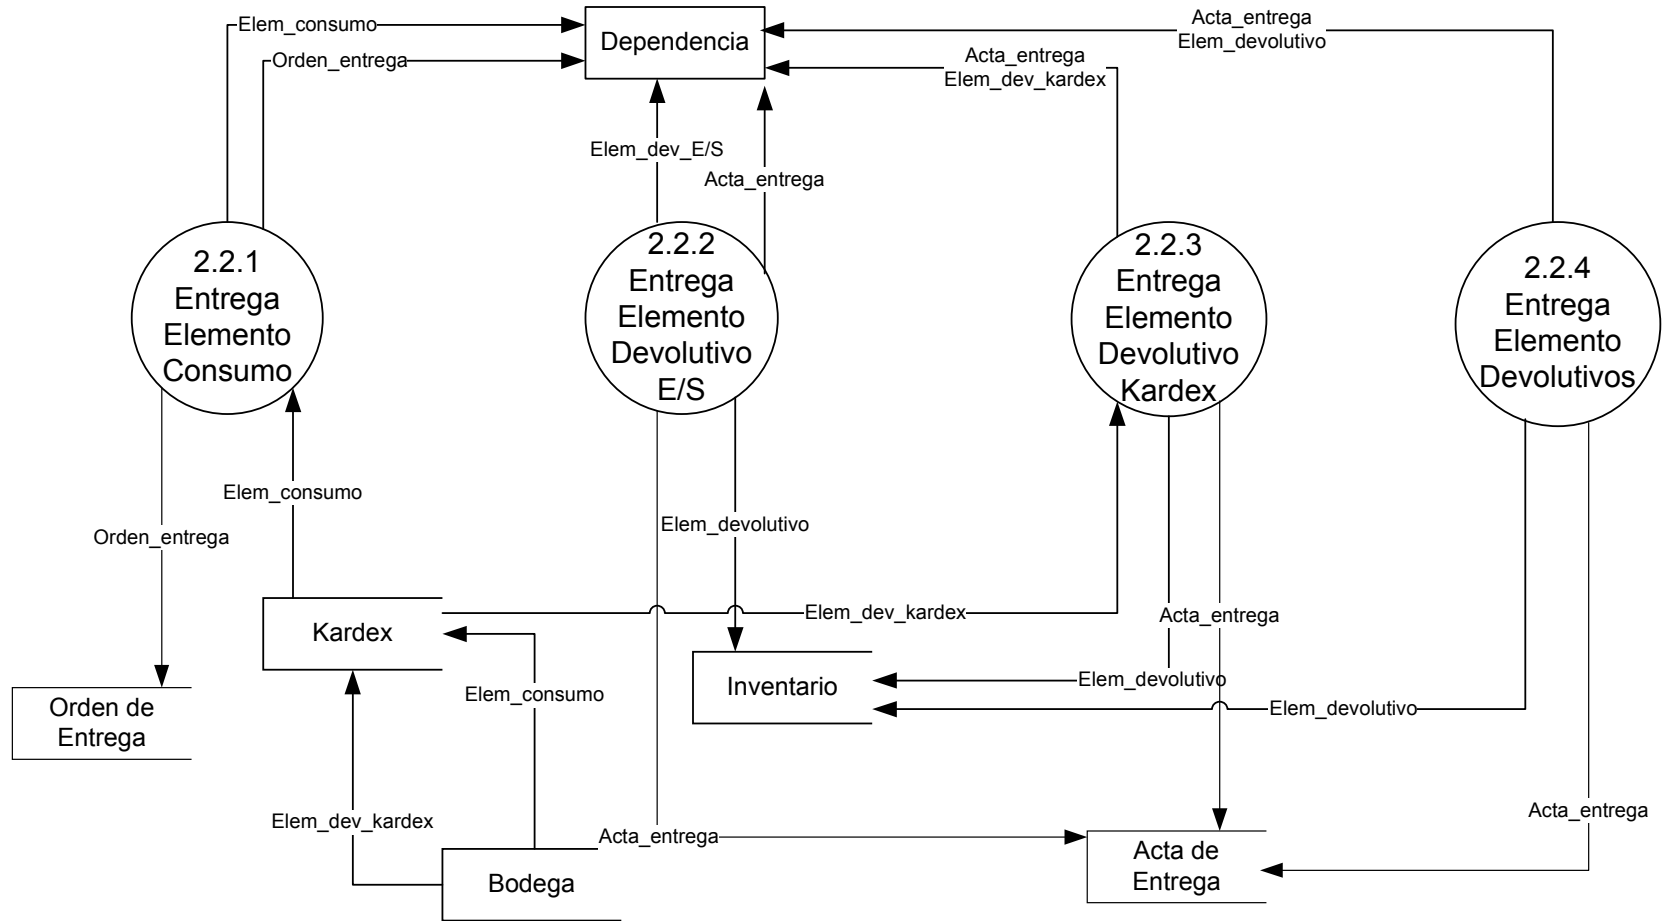 Elem_consumo
Dependencia
Acta_entrega
Elem_devolutivo
Orden_entrega
Acta_entrega
Elem_dev_kardex
Elem_dev_E/S
Acta_entrega
2.2.1
Entrega
Elemento
Consumo
2.2.2
Entrega
Elemento
Devolutivo
E/S
2.2.3
Entrega
Elemento
Devolutivo
Kardex
2.2.4
Entrega
Elemento
Devolutivos
Elem_consumo
Elem_devolutivo
Orden_entrega
Kardex
Elem_dev_kardex
Acta_entrega
Elem_consumo
Inventario
Elem_devolutivo
Elem_devolutivo
Orden de
Entrega
Elem_dev_kardex
Acta_entrega
Acta_entrega
Bodega
Acta de
Entrega